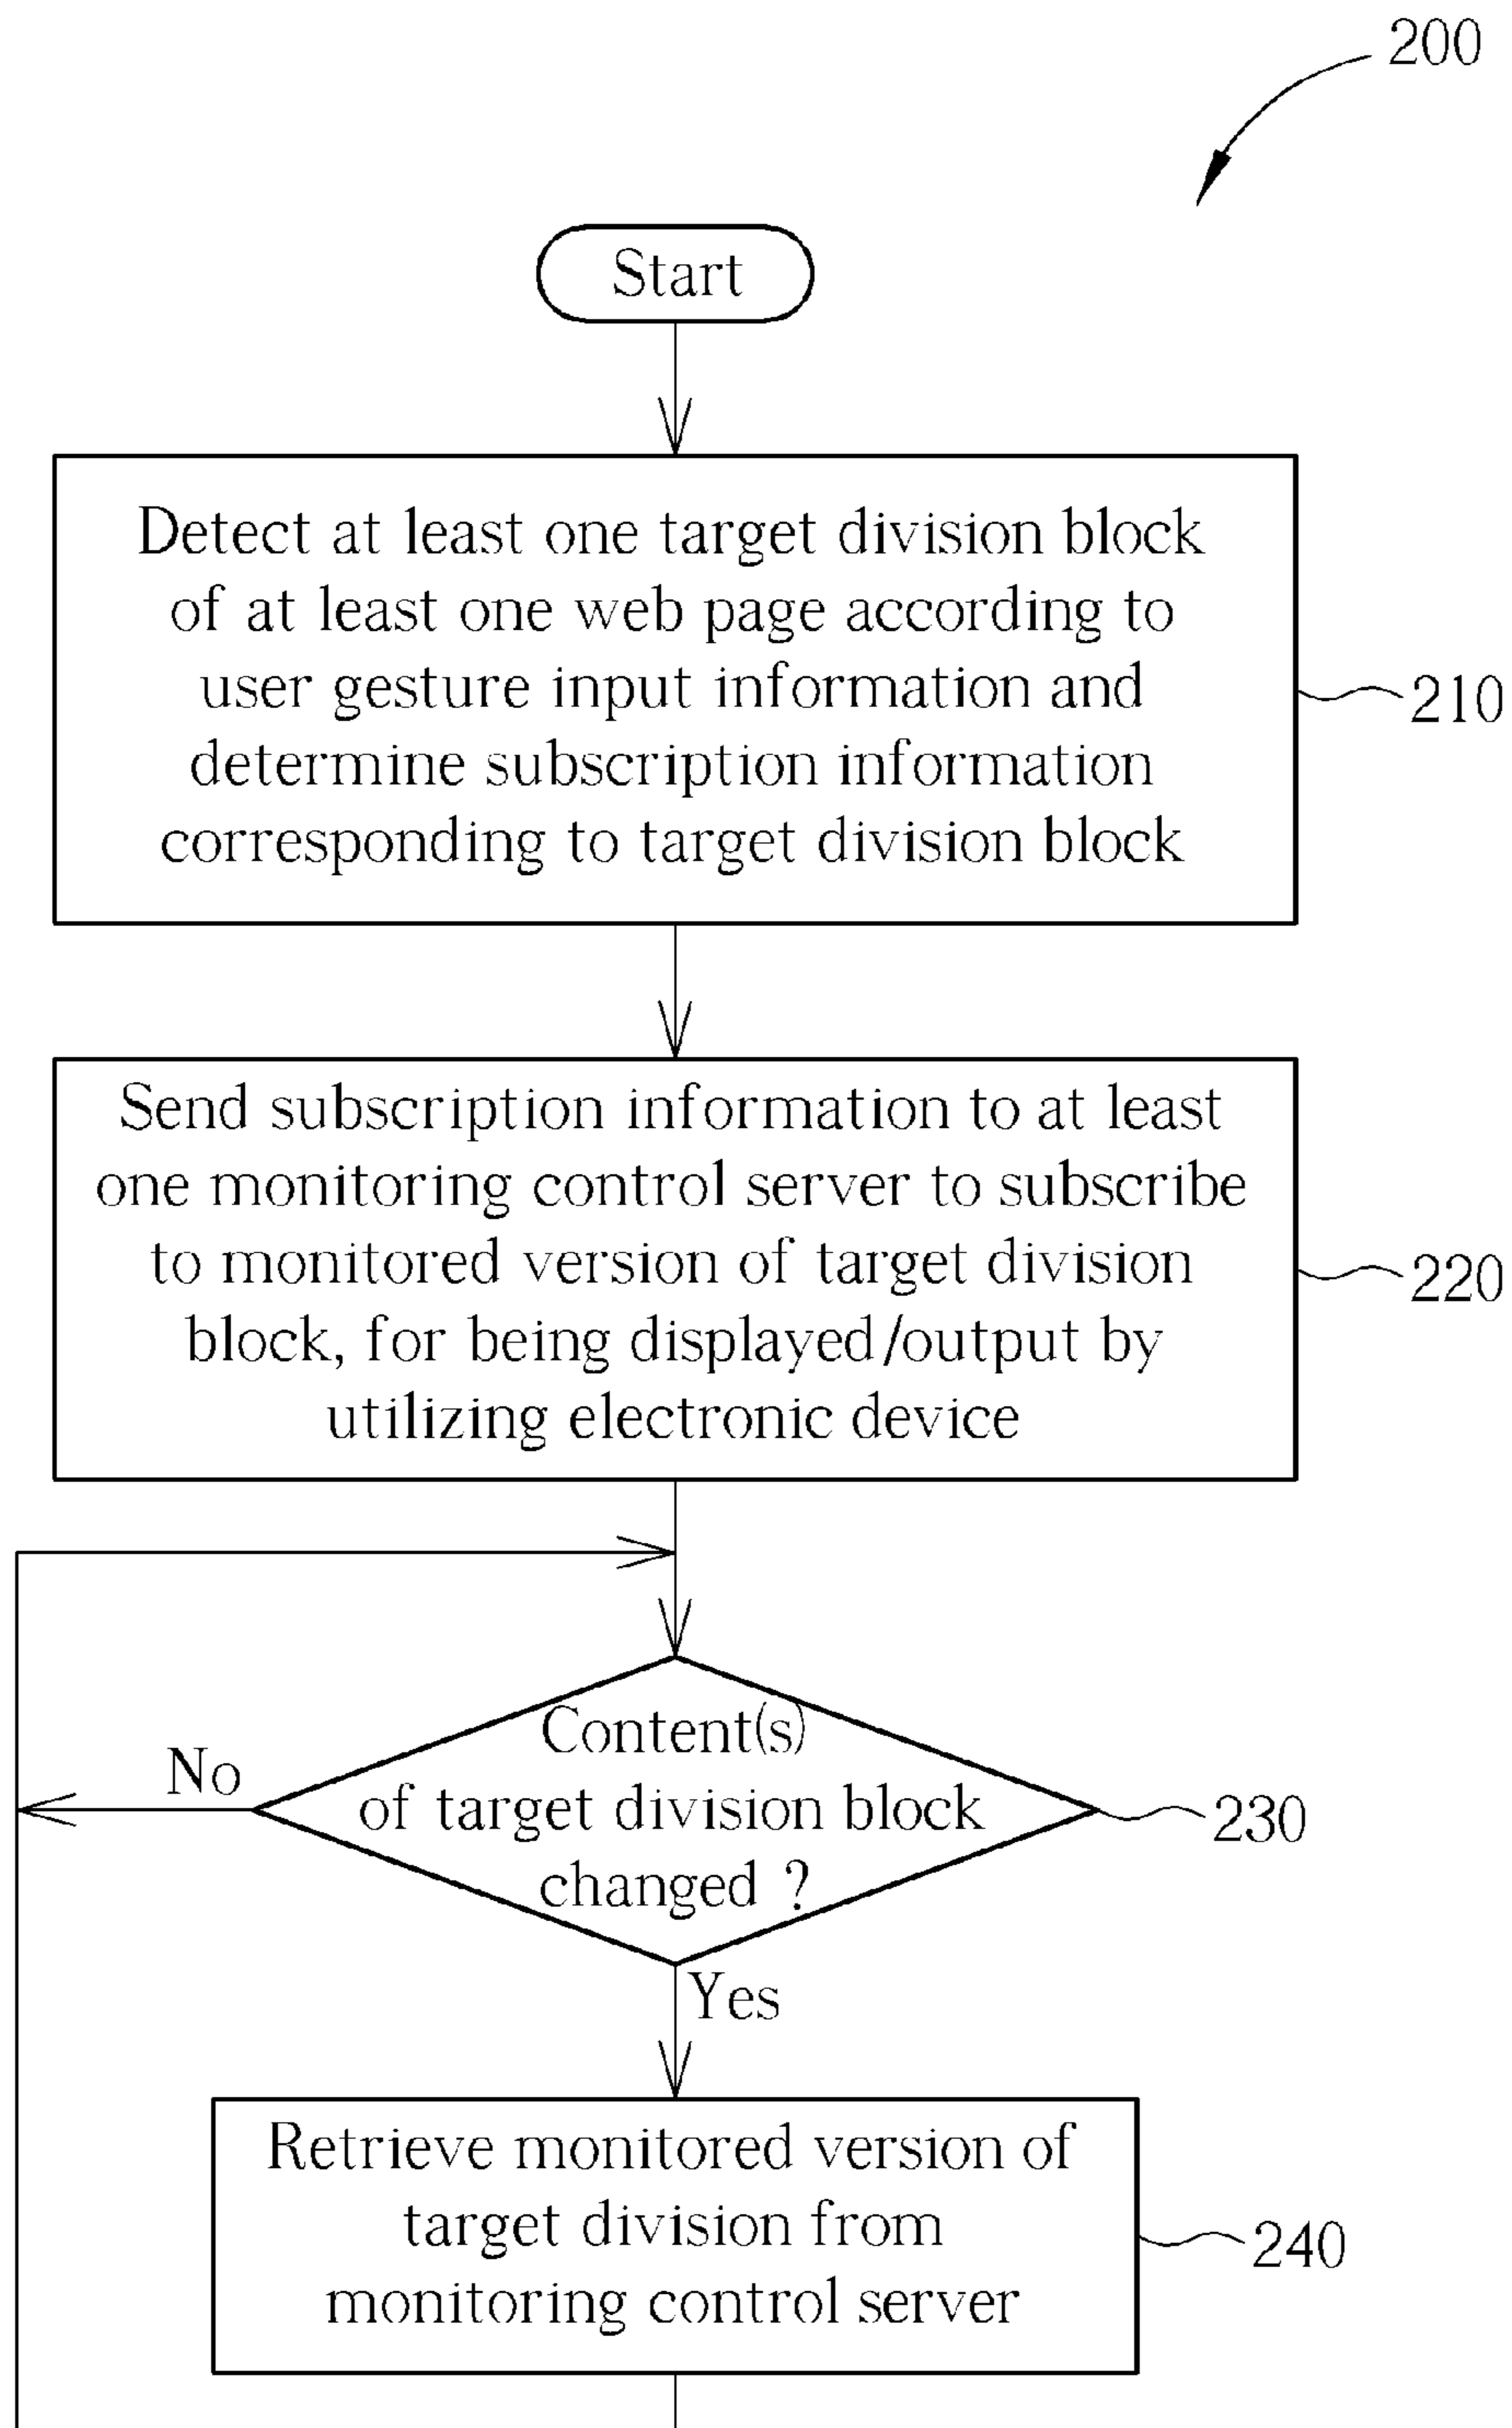 200
Start
Detect at least one target division block
of at least one web page according to
user gesture input information and
determine subscription information
corresponding to target division block
210
Send subscription information to at least
one monitoring control server to subscribe
to monitored version of target division
block, for being displayed/output by
utilizing electronic device
220
Content(s)
of target division block
changed ?
No
230
Yes
Retrieve monitored version of
target division from
monitoring control server
240